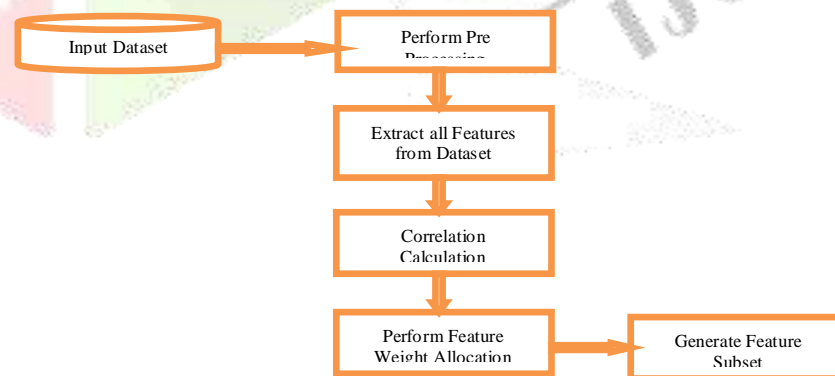 Input Dataset
Perform Pre
Processing
Extract all Features
from Dataset
Correlation
Calculation
Perform Feature
Weight Allocation
Generate Feature
Subset